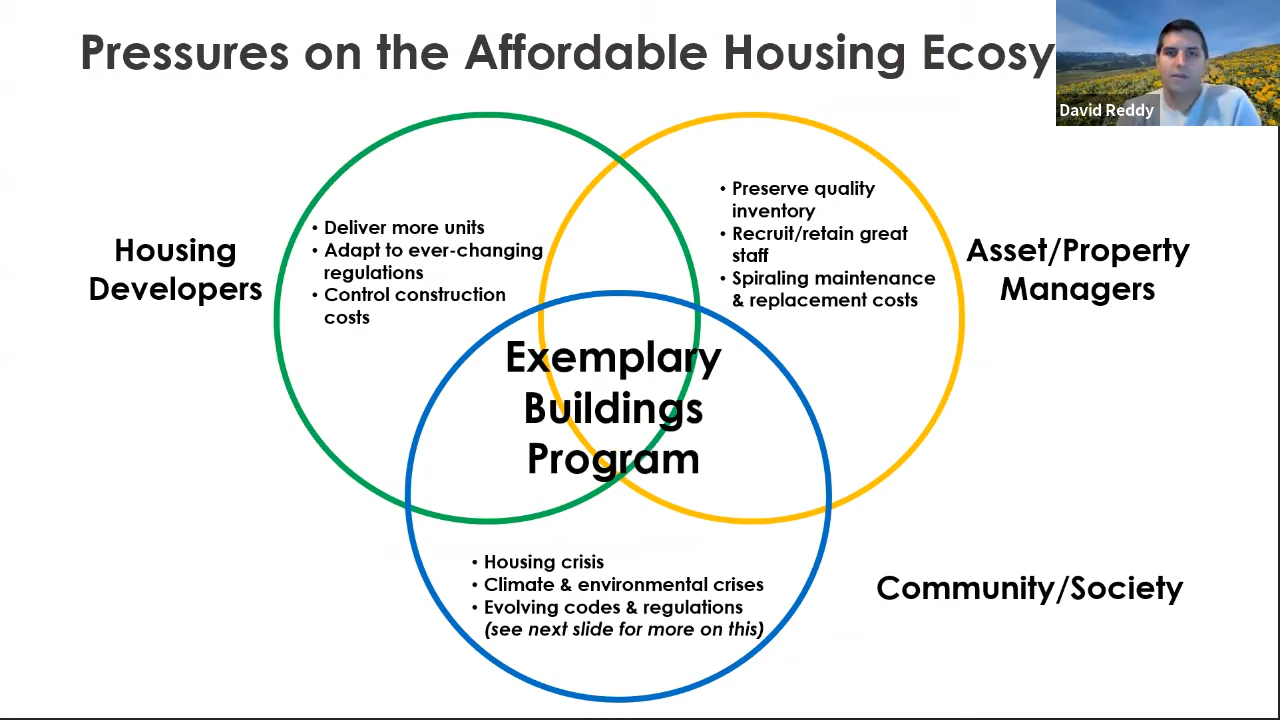 Pressures on the Affordable Housing Ecosy
David Reddy
Housing
Developers
• Deliver more units
• Adapt to ever-changing
regulations
• Control construction
costs
• Preserve quality
inventory
• Recruit/retain great
staff
• Spiraling maintenance
& replacement costs
Asset/Property
Managers
Exemplary
Buildings
Program
• Housing crisis
• Climate & environmental crises
• Evolving codes & regulations
(see next slide for more on this)
Community/Society